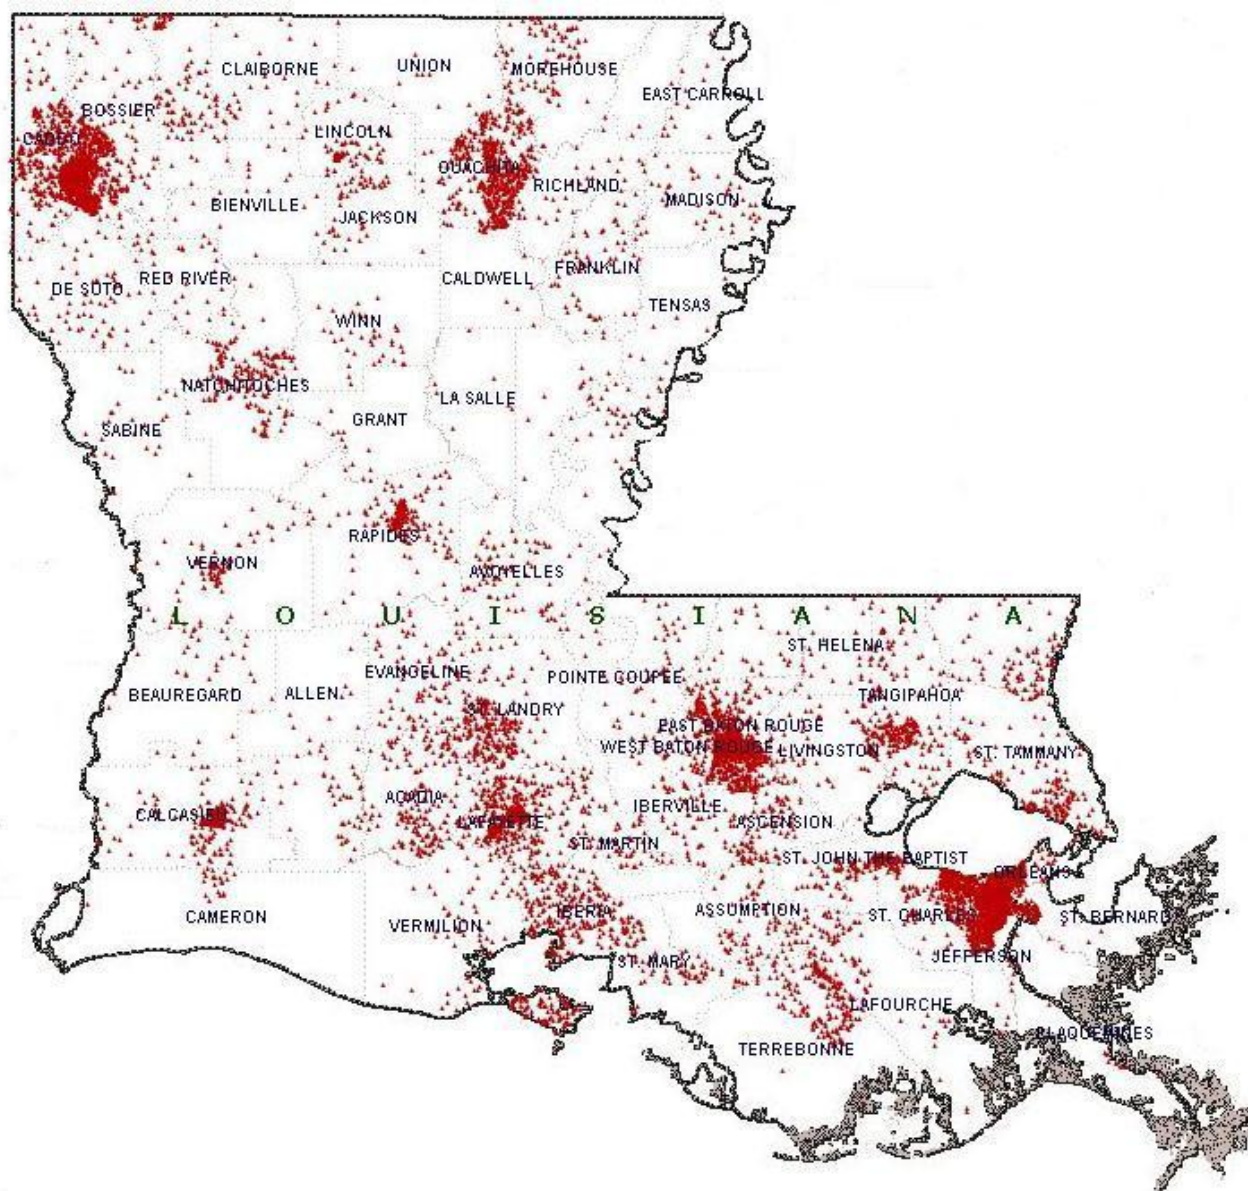 CLAIBORNE
UNION
MOREHOUSE
EAST CARROLL
BOSSIER
CADDO
LINCOLN
OUACHITA
RICHLAND
MADISON
BIENVILLE
JACKSON
DE SOTO
RED RIVER
CALDWELL
FRANKLIN
TENSAS
WINN
NATCHITOCHES
LA SALLE
GRANT
SABINE
RAPIDES
VERNON
AVOYELLES
LOUISIANA
ST. HELENA
EVANGELINE
POINTE COUPEE
BEAUREGARD
ALLEN
TANGIPAHOA
ST. LANDRY
EAST BATON ROUGE
WEST BATON ROUGE
LIVINGSTON
ST. TAMMANY
ACADIA
IBERVILLE
CALCASIEU
LAFAYETTE
ASCENSION
ST. MARTIN
ST. JOHN THE BAPTIST
ORLEANS
CAMERON
VERMILION
IBERIA
ASSUMPTION
ST. CHARLES
ST. BERNARD
JEFFERSON
ST. MARY
LAFOURCHE
PLAQUEMINES
TERREBONNE